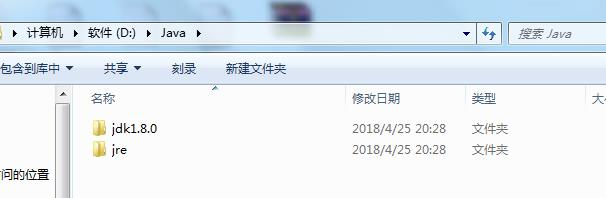 计算机 软件 (D:) Java 搜索 Java
包含到库中 共享 刻录 新建文件夹
名称 修改日期 类型
jdk1.8.0 2018/4/25 20:28 文件夹
jre 2018/4/25 20:28 文件夹
问的位置